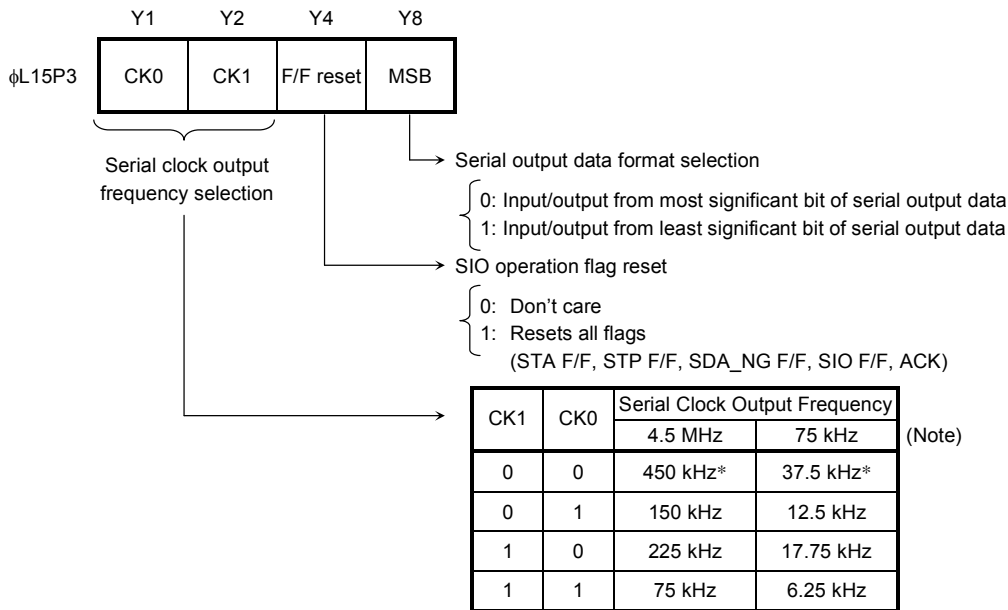 Y1 Y2 Y4 Y8
ϕL15P3 CK0 CK1 F/F reset MSB
Serial clock output
frequency selection
Serial output data format selection
0: Input/output from most significant bit of serial output data
1: Input/output from least significant bit of serial output data
SIO operation flag reset
0: Don’t care
1: Resets all flags
(STA F/F, STP F/F, SDA_NG F/F, SIO F/F, ACK)
CK1 CK0 Serial Clock Output Frequency
4.5 MHz 75 kHz (Note)
0 0 450 kHz* 37.5 kHz*
0 1 150 kHz 12.5 kHz
1 0 225 kHz 17.75 kHz
1 1 75 kHz 6.25 kHz